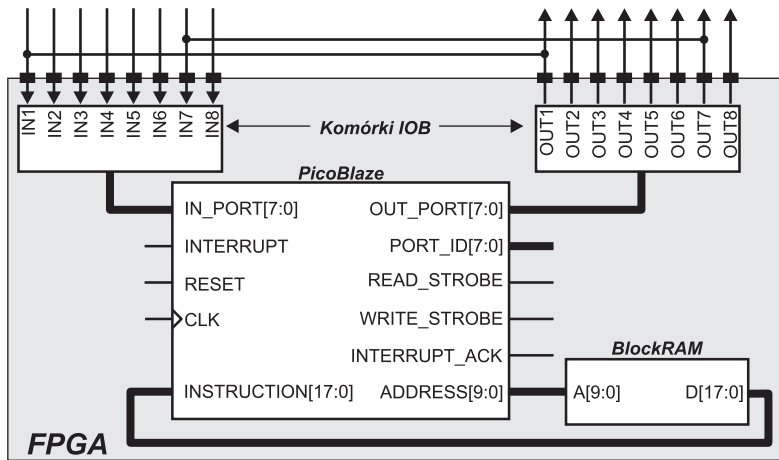 IN1 IN2 IN3 IN4 IN5 IN6 IN7 IN8
OUT1 OUT2 OUT3 OUT4 OUT5 OUT6 OUT7 OUT8
Komórki IOB
PicoBlaze
IN_PORT[7:0] OUT_PORT[7:0]
INTERRUPT PORT_ID[7:0]
RESET READ_STROBE
CLK WRITE_STROBE
INTERRUPT_ACK
BlockRAM
INSTRUCTION[17:0] ADDRESS[9:0]
A[9:0] D[17:0]
FPGA